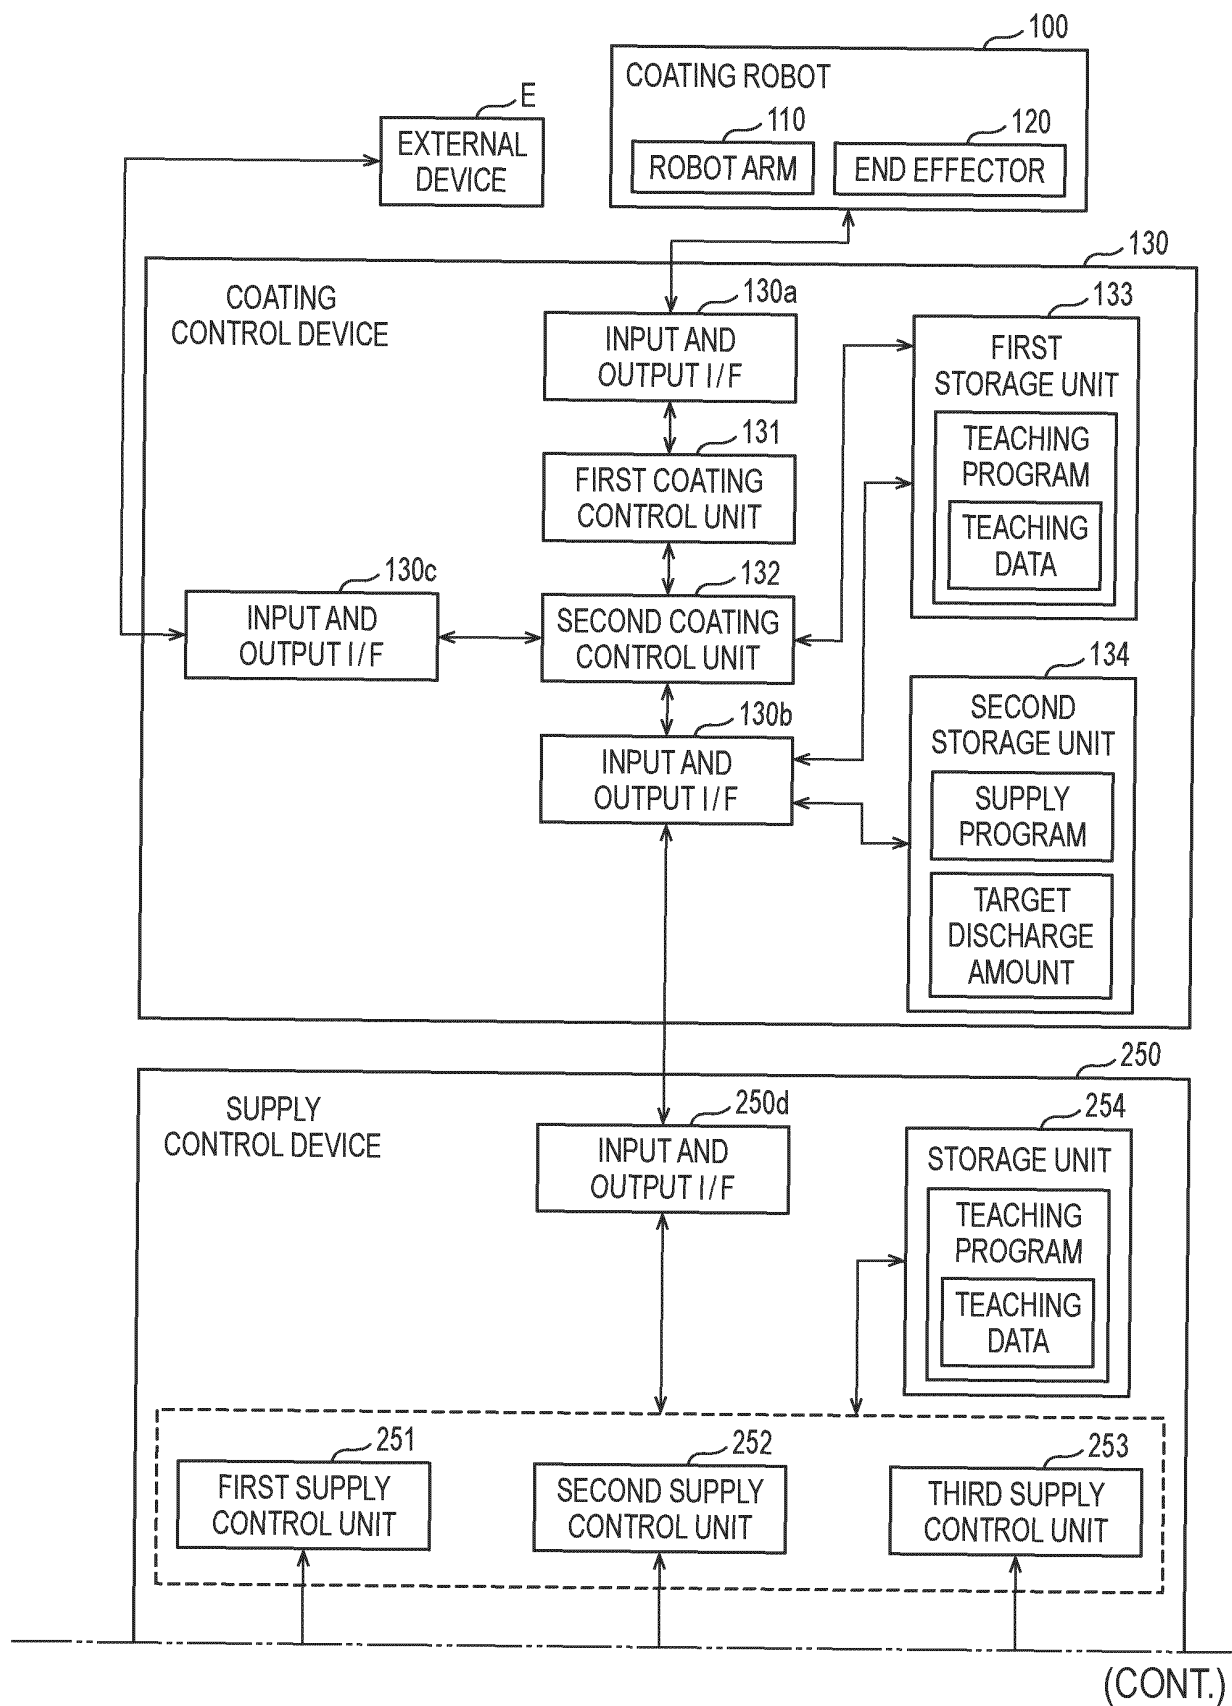 100
COATING ROBOT
110
ROBOT ARM
120
END EFFECTOR
E
EXTERNAL
DEVICE
130
COATING
CONTROL DEVICE
130a
INPUT AND
OUTPUT I/F
131
FIRST COATING
CONTROL UNIT
130c
INPUT AND
OUTPUT I/F
132
SECOND COATING
CONTROL UNIT
130b
INPUT AND
OUTPUT I/F
133
FIRST
STORAGE UNIT
TEACHING
PROGRAM
TEACHING
DATA
134
SECOND
STORAGE UNIT
SUPPLY
PROGRAM
TARGET
DISCHARGE
AMOUNT
250
SUPPLY
CONTROL DEVICE
250d
INPUT AND
OUTPUT I/F
254
STORAGE UNIT
TEACHING
PROGRAM
TEACHING
DATA
251
FIRST SUPPLY
CONTROL UNIT
252
SECOND SUPPLY
CONTROL UNIT
253
THIRD SUPPLY
CONTROL UNIT
(CONT.)